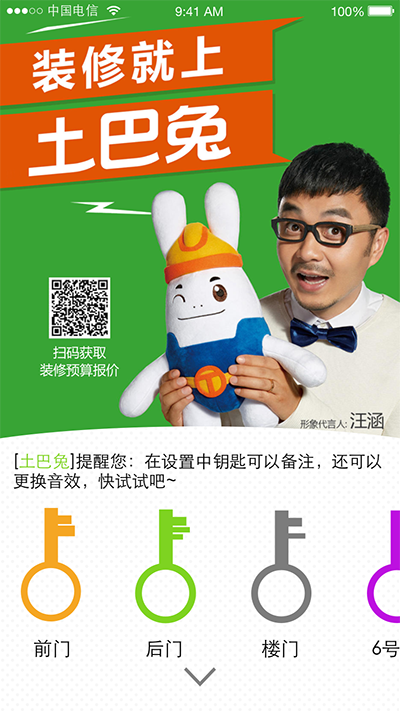 中国电信 9:41 AM 100%
装修就上
土巴兔
扫码获取
装修预算报价
形象代言人: 汪涵
[土巴兔]提醒您：在设置中钥匙可以备注，还可以
更换音效，快试试吧~
前门 后门 楼门 6号